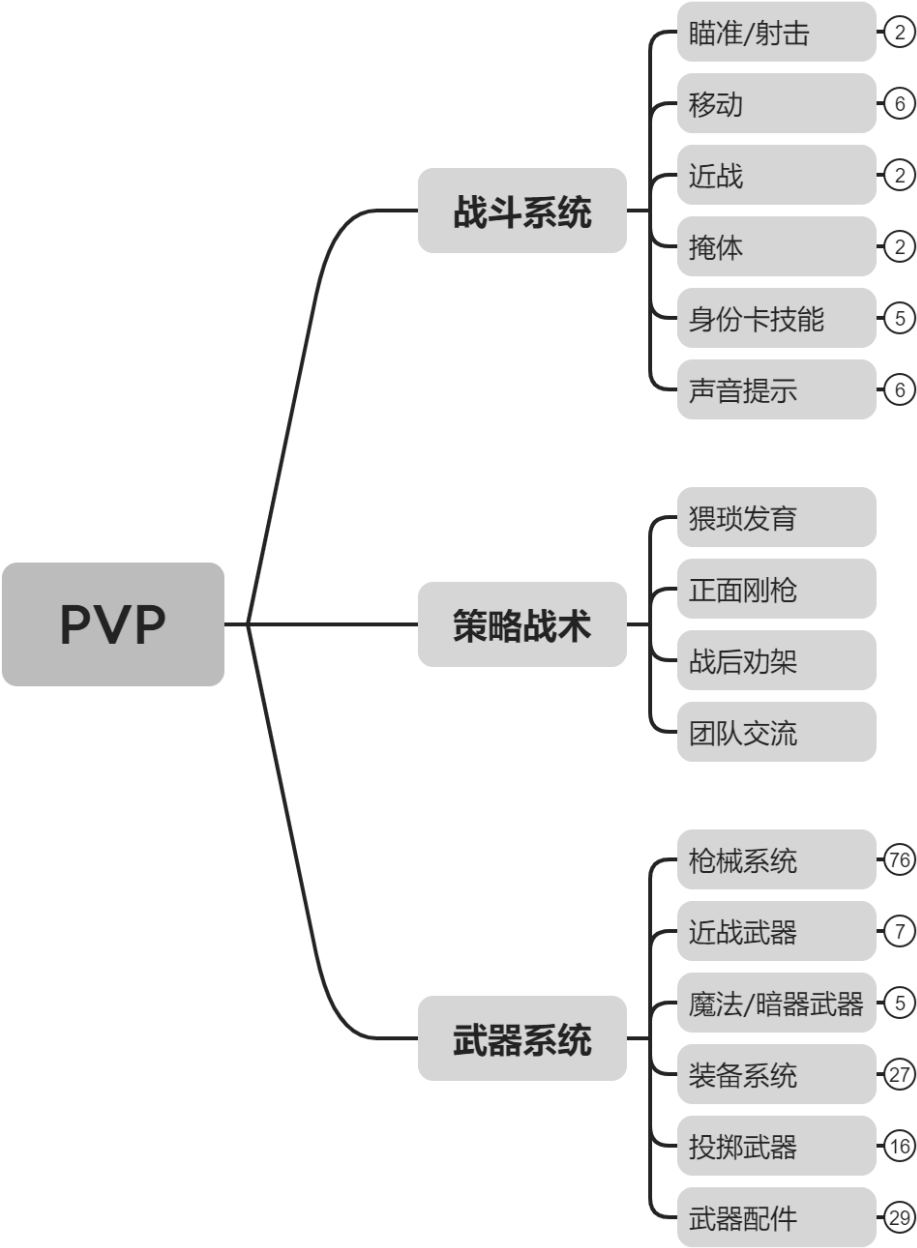 PVP
战斗系统
瞄准/射击 2
移动 6
近战 2
掩体 2
身份卡技能 5
声音提示 6
策略战术
猥琐发育
正面刚枪
战后劝架
团队交流
武器系统
枪械系统 76
近战武器 7
魔法/暗器武器 5
装备系统 27
投掷武器 16
武器配件 29